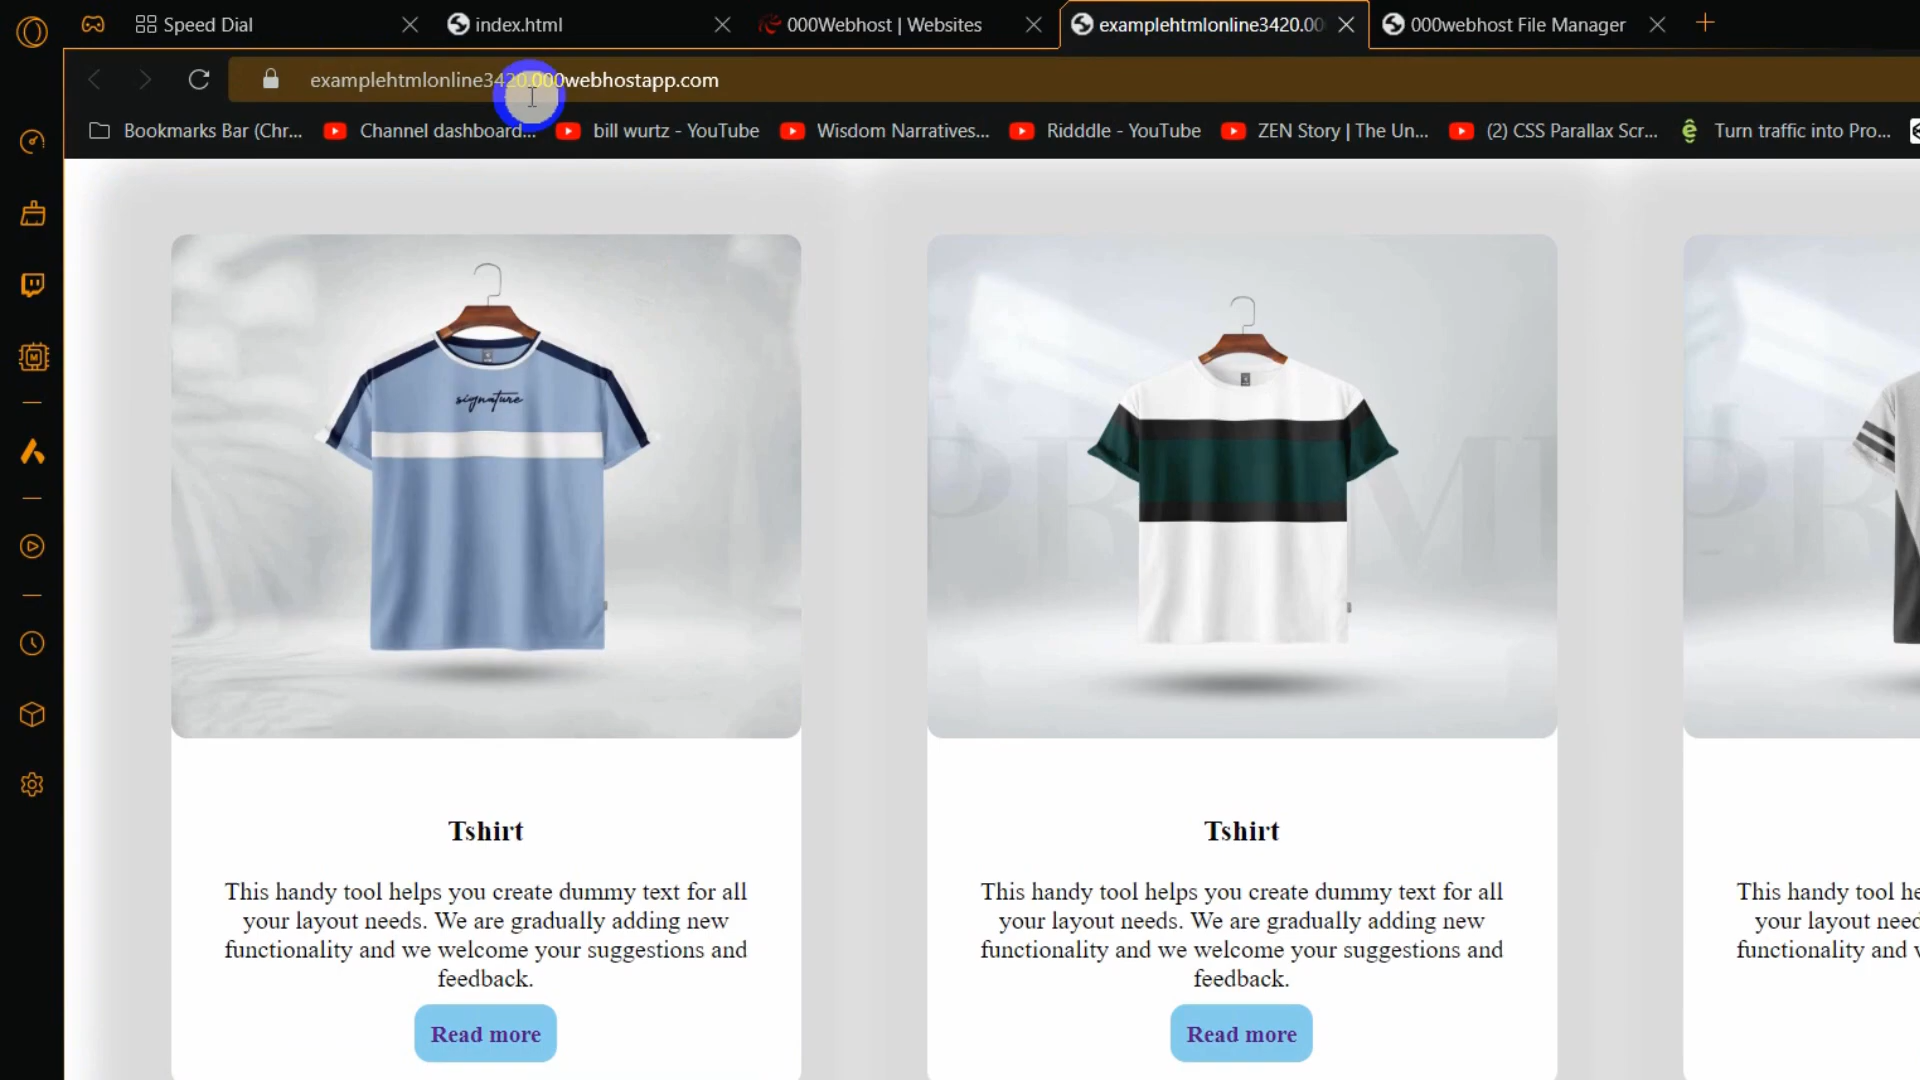 Speed Dial
index.html
000Webhost | Websites
examplehtmlonline3420.00
000webhost File Manager
examplehtmlonline3420.000webhostapp.com
Bookmarks Bar (Chr...
Channel dashboard...
bill wurtz - YouTube
Wisdom Narratives...
Ridddle - YouTube
ZEN Story | The Un...
(2) CSS Parallax Scr...
Turn traffic into Pro...
signature
PREMI
Tshirt
This handy tool helps you create dummy text for all
your layout needs. We are gradually adding new
functionality and we welcome your suggestions and
feedback.
Read more
Tshirt
This handy tool helps you create dummy text for all
your layout needs. We are gradually adding new
functionality and we welcome your suggestions and
feedback.
Read more
This handy tool he
your layout need
functionality and v